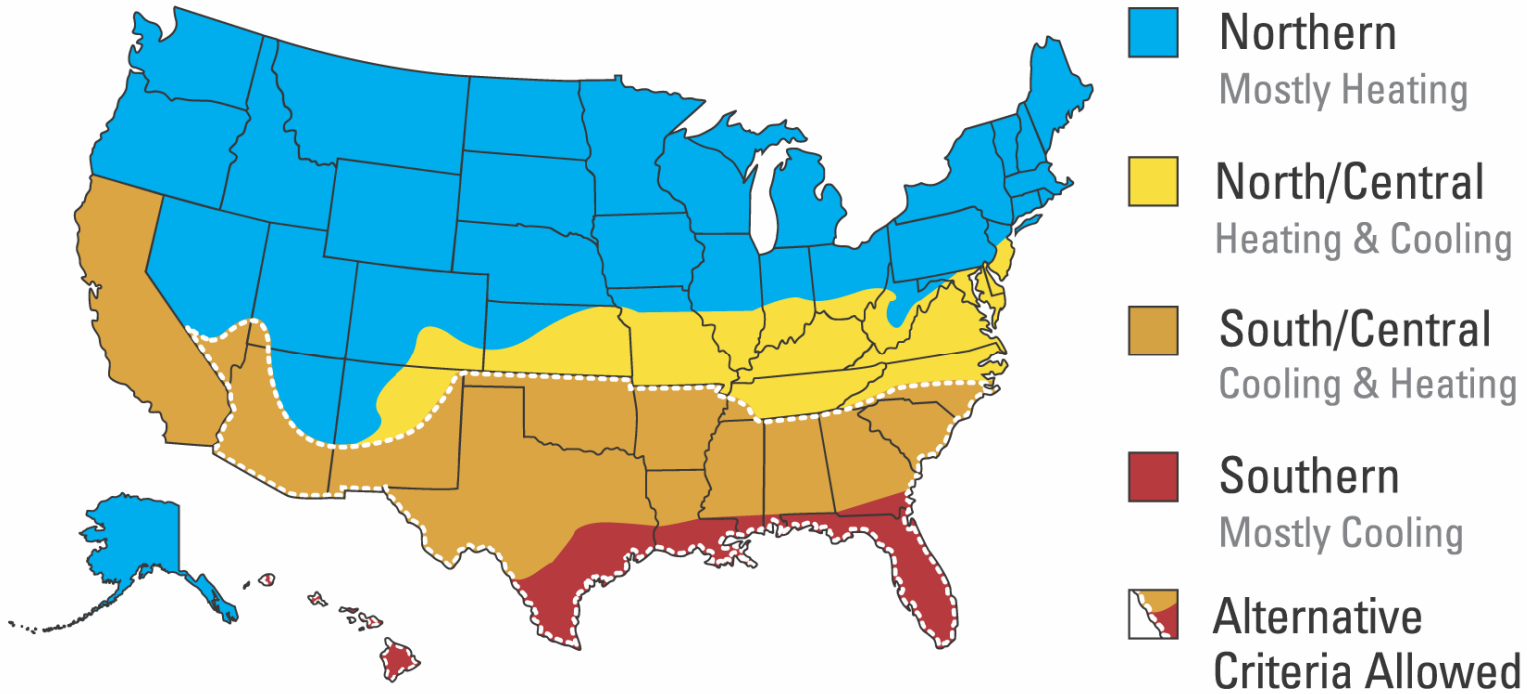 Northern
Mostly Heating
North/Central
Heating & Cooling
South/Central
Cooling & Heating
Southern
Mostly Cooling
Alternative
Criteria Allowed